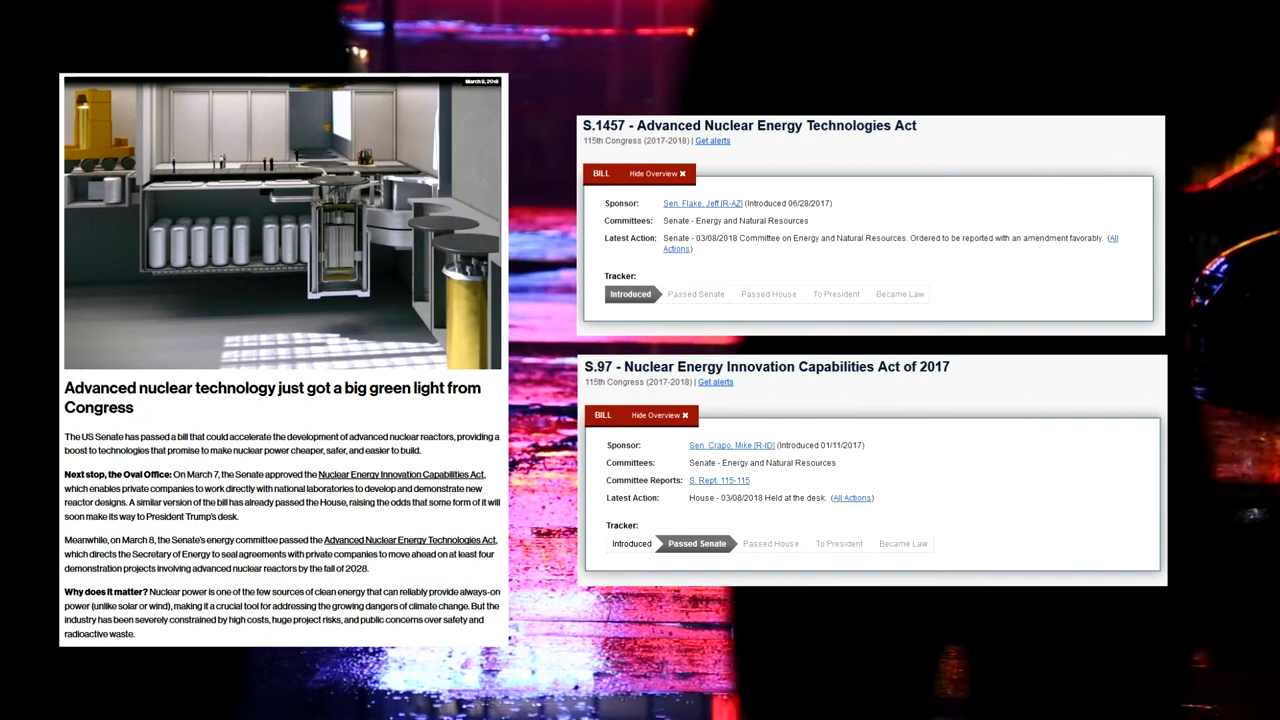 March 8, 2018
Advanced nuclear technology just got a big green light from
Congress
The US Senate has passed a bill that could accelerate the development of advanced nuclear reactors, providing a
boost to technologies that promise to make nuclear power cheaper, safer, and easier to build.
Next stop, the Oval Office: On March 7, the Senate approved the Nuclear Energy Innovation Capabilities Act,
which enables private companies to work directly with national laboratories to develop and demonstrate new
reactor designs. A similar version of the bill has already passed the House, raising the odds that some form of it will
soon make its way to President Trump's desk.
Meanwhile, on March 8, the Senate's energy committee passed the Advanced Nuclear Energy Technologies Act,
which directs the Secretary of Energy to seal agreements with private companies to move ahead on at least four
demonstration projects involving advanced nuclear reactors by the fall of 2028.
Why does it matter? Nuclear power is one of the few sources of clean energy that can reliably provide always-on
power (unlike solar or wind), making it a crucial tool for addressing the growing dangers of climate change. But the
industry has been severely constrained by high costs, huge project risks, and public concerns over safety and
radioactive waste.
S.1457 - Advanced Nuclear Energy Technologies Act
115th Congress (2017-2018) | Get alerts
BILL Hide Overview ✖
Sponsor: Sen. Flake, Jeff [R-AZ] (Introduced 06/28/2017)
Committees: Senate - Energy and Natural Resources
Latest Action: Senate - 03/08/2018 Committee on Energy and Natural Resources. Ordered to be reported with an amendment favorably. (All
Actions)
Tracker:
Introduced Passed Senate Passed House To President Became Law
S.97 - Nuclear Energy Innovation Capabilities Act of 2017
115th Congress (2017-2018) | Get alerts
BILL Hide Overview ✖
Sponsor: Sen. Crapo, Mike [R-ID] (Introduced 01/11/2017)
Committees: Senate - Energy and Natural Resources
Committee Reports: S. Rept. 115-115
Latest Action: House - 03/08/2018 Held at the desk. (All Actions)
Tracker:
Introduced Passed Senate Passed House To President Became Law